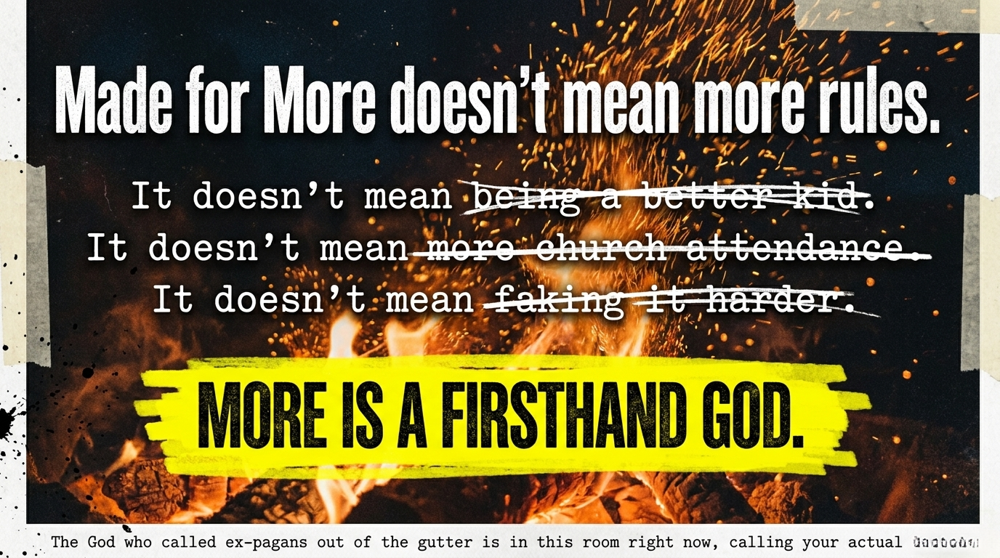 Made for More doesn’t mean more rules.
It doesn’t mean being a better kid.
It doesn’t mean more church attendance.
It doesn’t mean faking it harder.
MORE IS A FIRSTHAND GOD.
The God who called ex-pagans out of the gutter is in this room right now, calling your actual